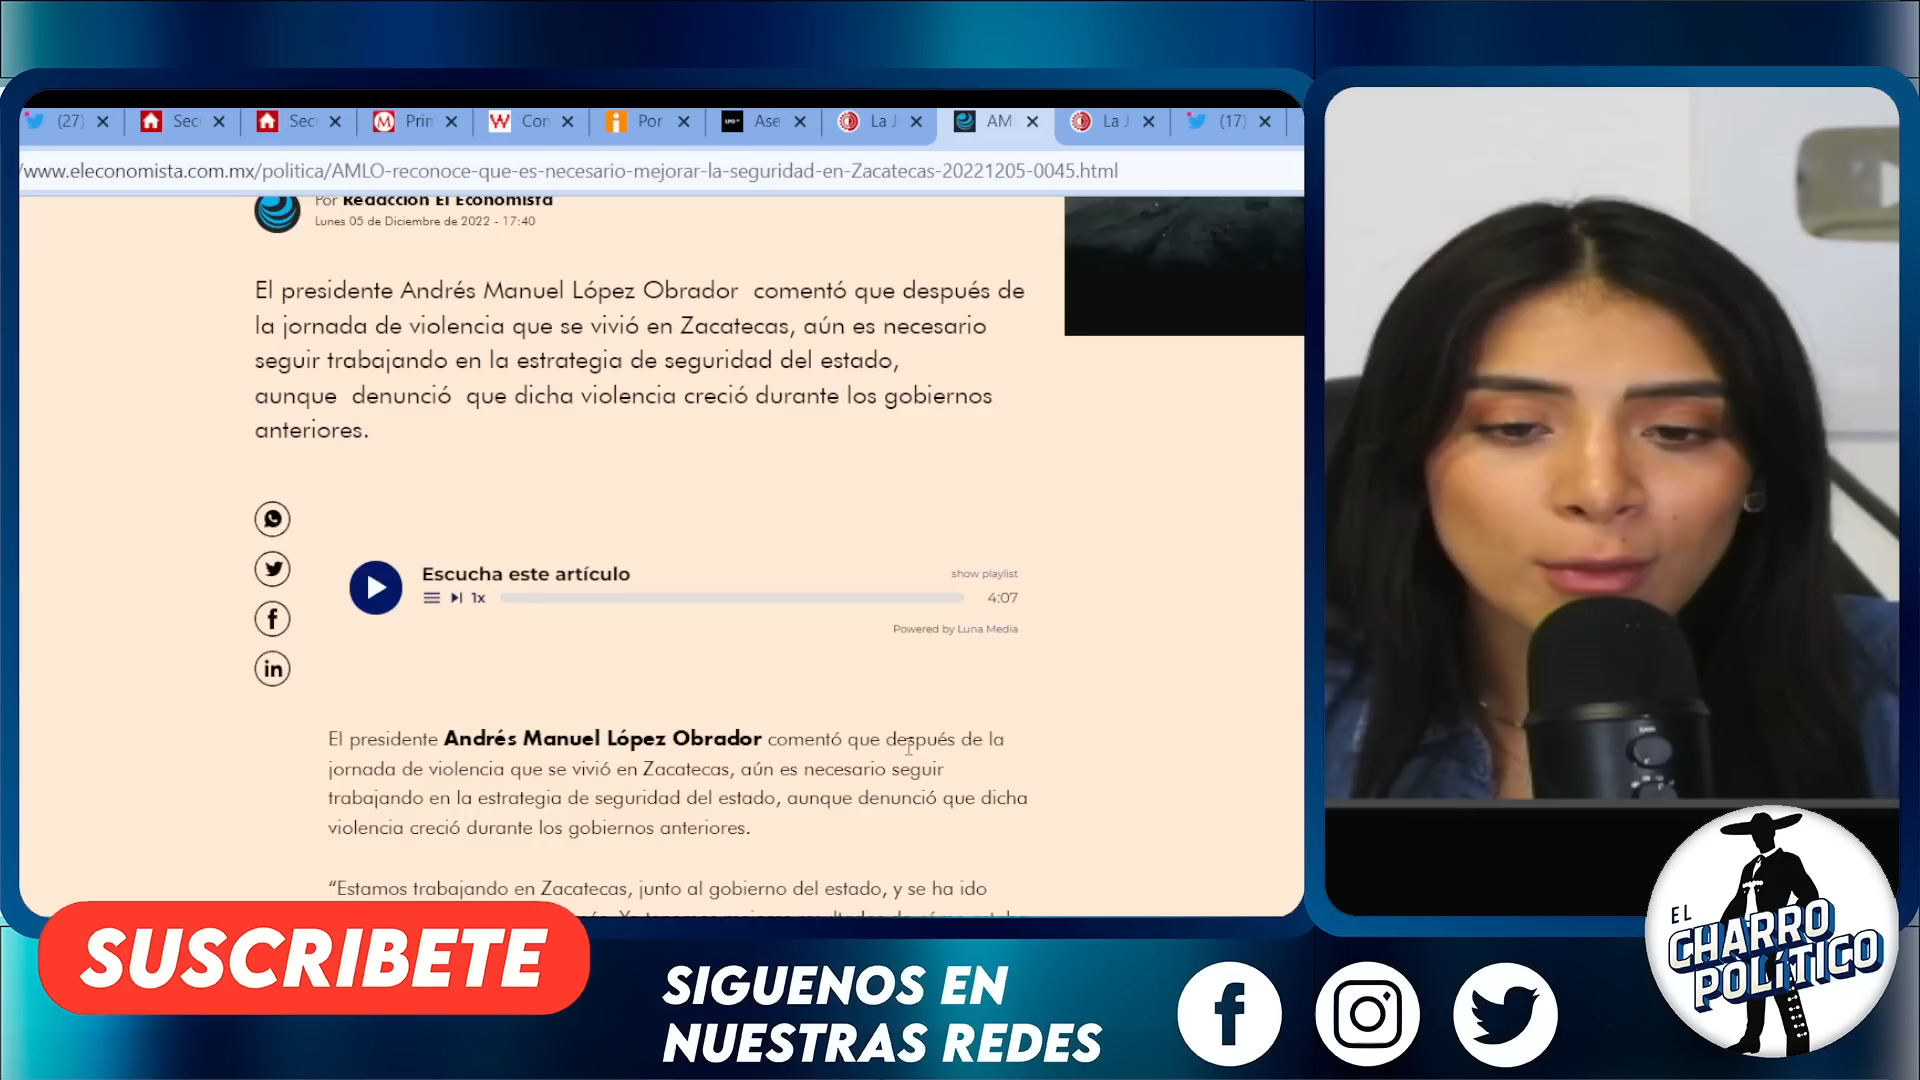 (27)
Sec
Sec
Prin
Con
Por
Ase
La J
AM
La J
(17)
/www.eleconomista.com.mx/politica/AMLO-reconoce-que-es-necesario-mejorar-la-seguridad-en-Zacatecas-20221205-0045.html
Por Redacción El Economista
Lunes 05 de Diciembre de 2022 - 17:40
El presidente Andrés Manuel López Obrador comentó que después de
la jornada de violencia que se vivió en Zacatecas, aún es necesario
seguir trabajando en la estrategia de seguridad del estado,
aunque denunció que dicha violencia creció durante los gobiernos
anteriores.
Escucha este artículo
show playlist
1x
4:07
Powered by Luna Media
El presidente Andrés Manuel López Obrador comentó que después de la
jornada de violencia que se vivió en Zacatecas, aún es necesario seguir
trabajando en la estrategia de seguridad del estado, aunque denunció que dicha
violencia creció durante los gobiernos anteriores.
“Estamos trabajando en Zacatecas, junto al gobierno del estado, y se ha ido
SUSCRIBETE
SIGUENOS EN
NUESTRAS REDES
EL
CHARRO
POLÍTICO